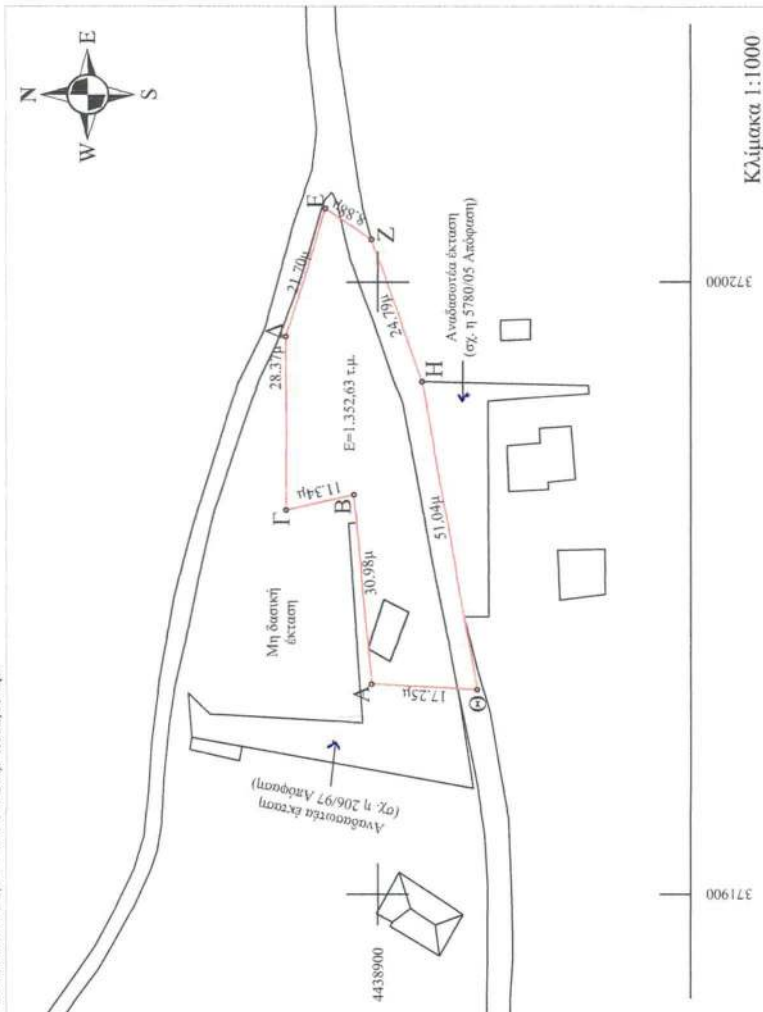 N
W
E
S
Ε
8.88μ
21.70μ
Δ
Z
372000
28.37μ
24.79μ
Αναδασωτέα έκταση
(σχ. η 5780/05 Απόφαση)
H
E=1.352,63 τ.μ.
Γ
11.34μ
B
51.04μ
30.98μ
Μη δασική
έκταση
A
17.25μ
Θ
Αναδασωτέα έκταση
(σχ. η 206/97 Απόφαση)
4438900
371900
Κλίμακα 1:1000